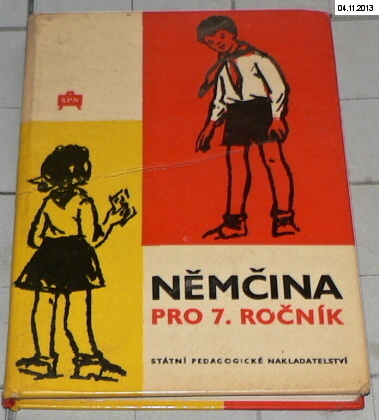 04.11.2013
SPN
NĚMČINA
PRO 7. ROČNÍK
STÁTNÍ PEDAGOGICKÉ NAKLADATELSTVÍ